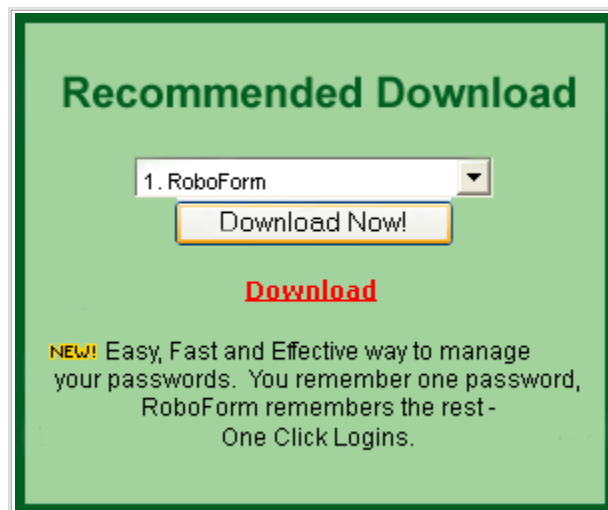 Recommended Download
1. RoboForm
Download Now!
Download
NEW! Easy, Fast and Effective way to manage
your passwords. You remember one password,
RoboForm remembers the rest -
One Click Logins.